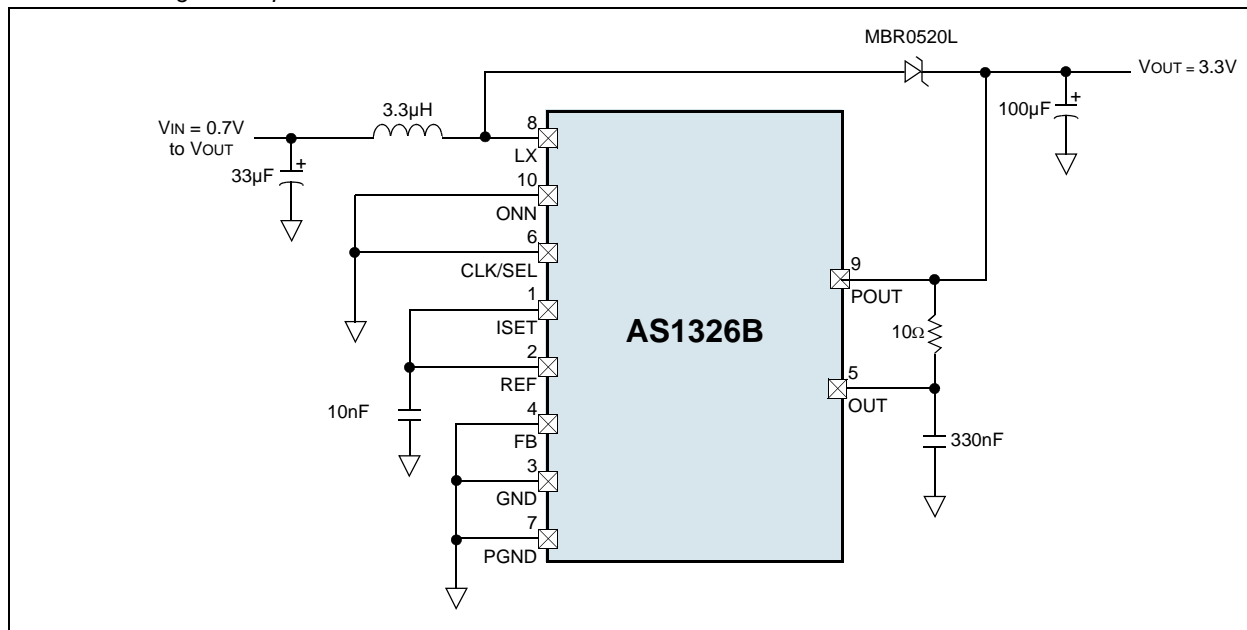 MBR0520L
VOUT = 3.3V
100µF
+
3.3µH
VIN = 0.7V
to VOUT
33µF
+
8
LX
10
ONN
6
CLK/SEL
1
ISET
2
REF
10nF
4
FB
3
GND
7
PGND
AS1326B
9
POUT
10Ω
5
OUT
330nF